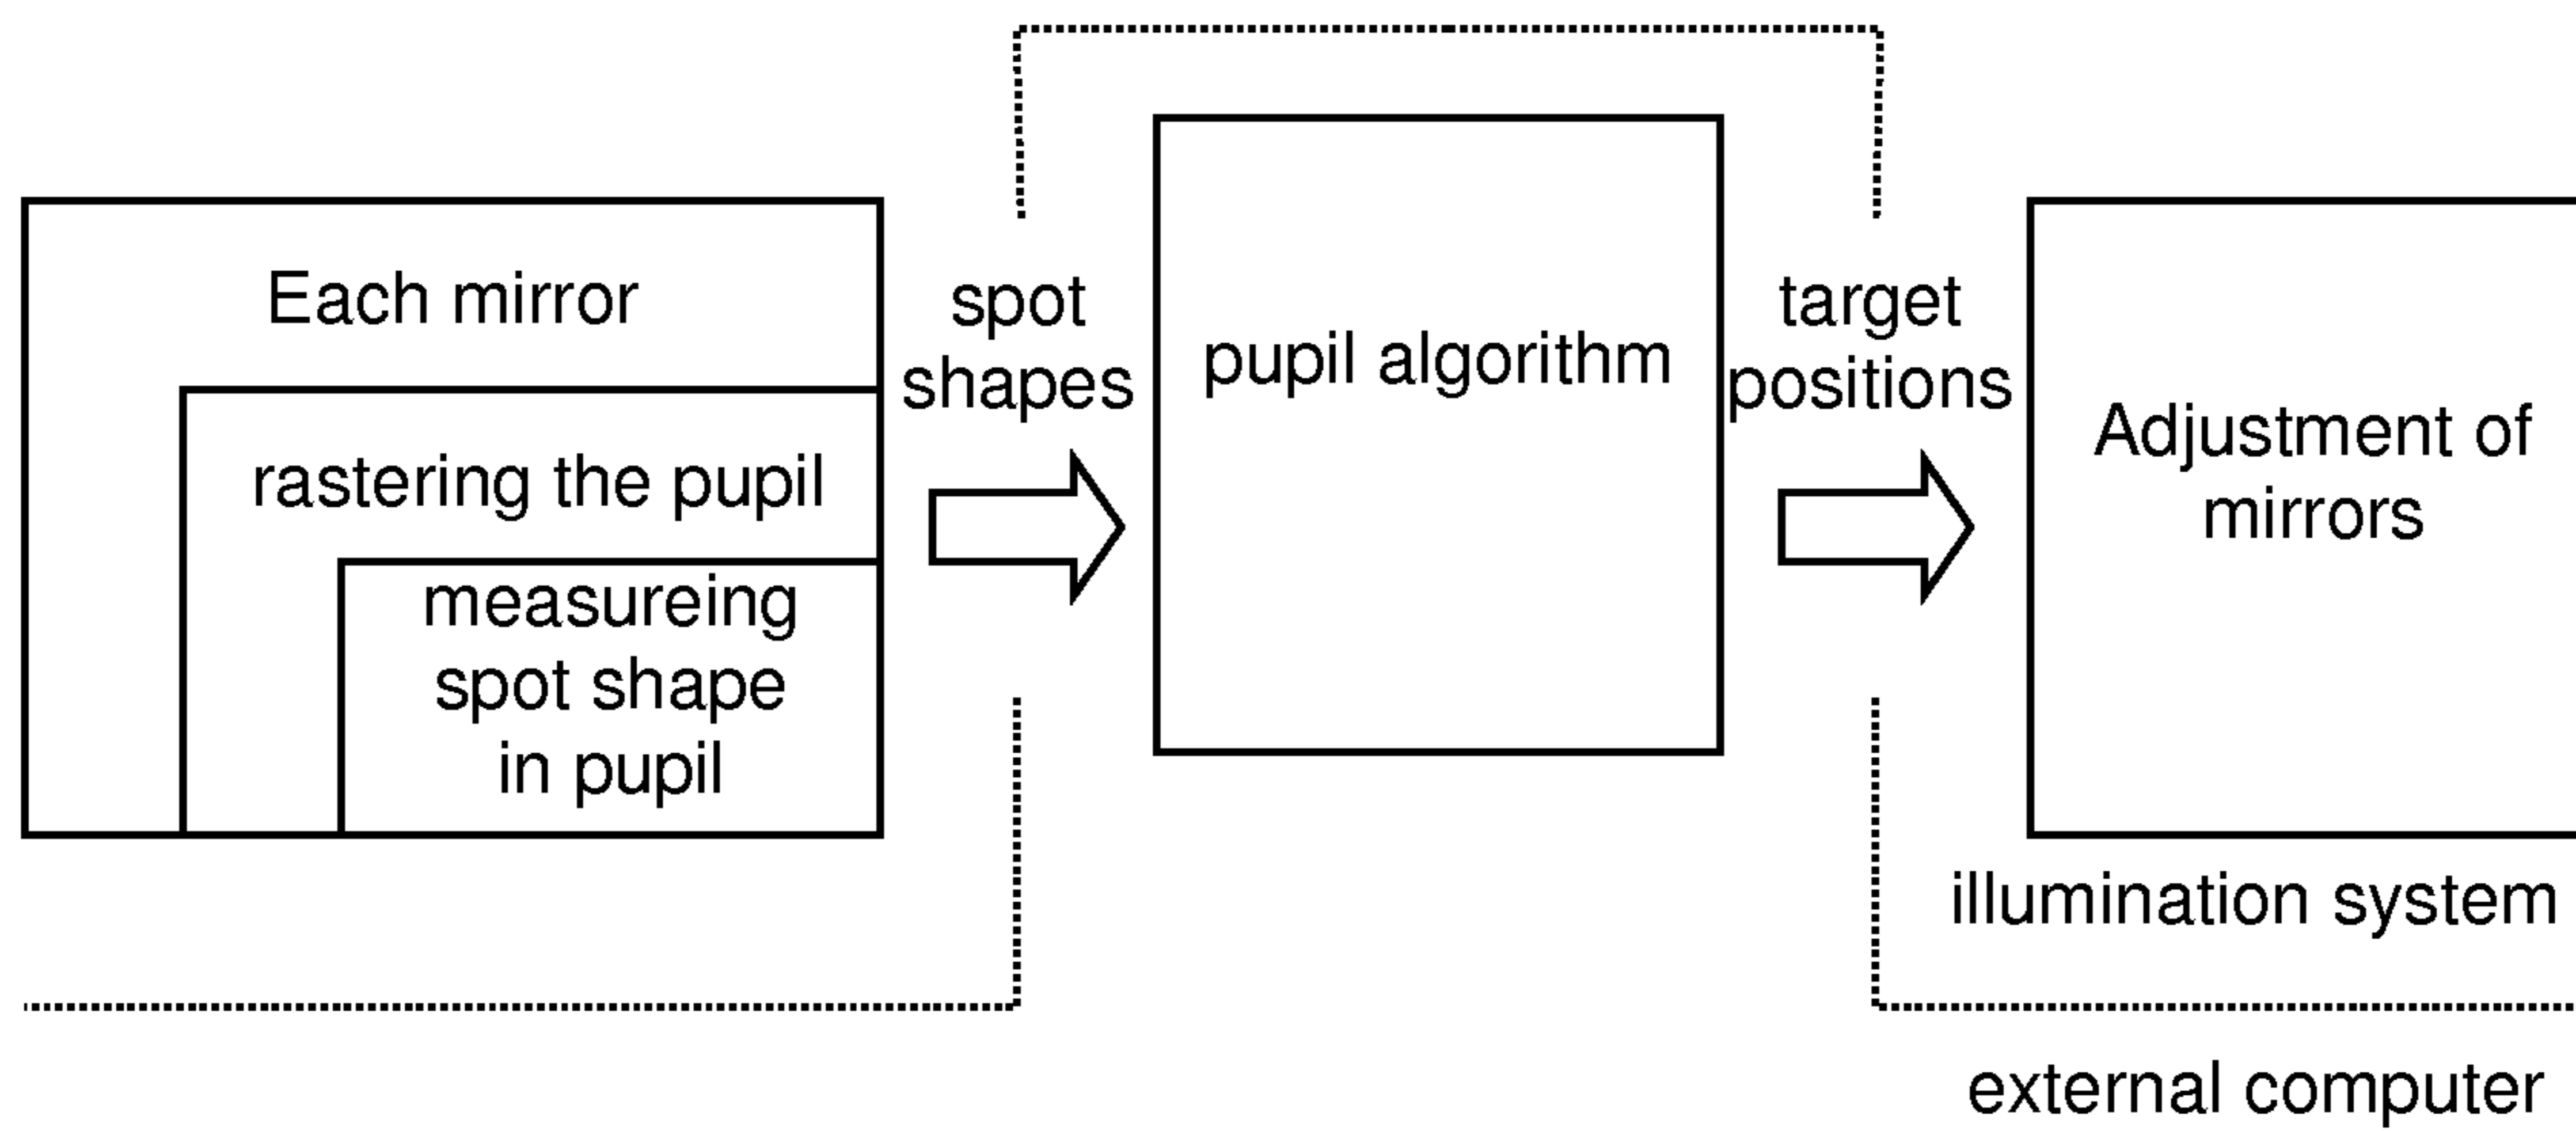 Each mirror
rastering the pupil
measureing
spot shape
in pupil
spot
shapes
pupil algorithm
target
positions
Adjustment of
mirrors
illumination system
external computer